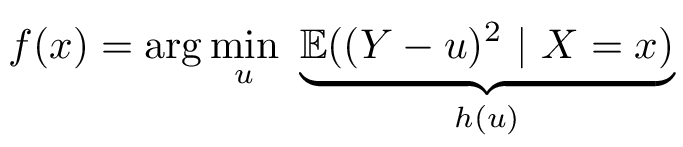 f(x) = arg min_u 𝔼((Y − u)² | X = x)
h(u)